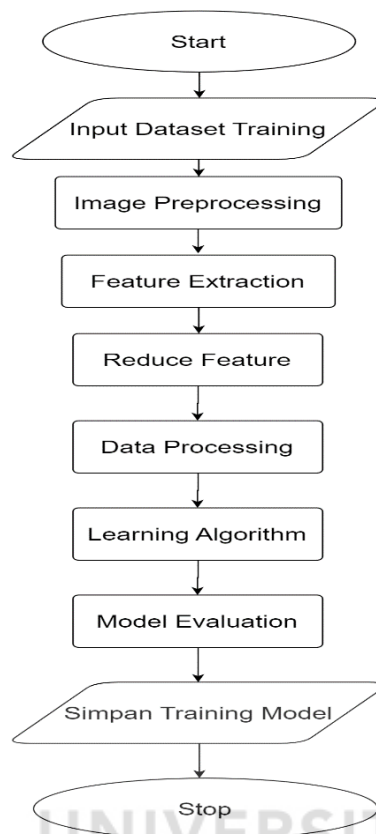 Start
Input Dataset Training
Image Preprocessing
Feature Extraction
Reduce Feature
Data Processing
Learning Algorithm
Model Evaluation
Simpan Training Model
Stop